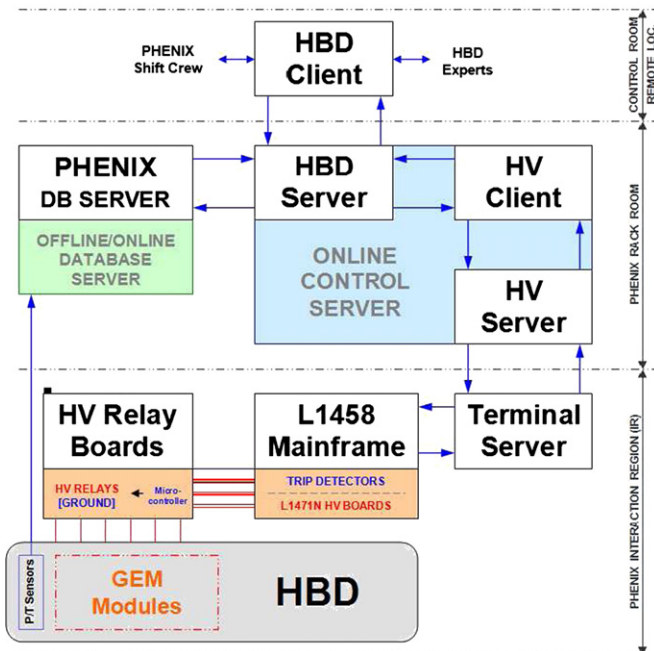 PHENIX
Shift Crew
HBD
Client
HBD
Experts
CONTROL ROOM
REMOTE LOC.
PHENIX
DB SERVER
OFFLINE/ONLINE
DATABASE
SERVER
HBD
Server
HV
Client
ONLINE
CONTROL
SERVER
HV
Server
PHENIX RACK ROOM
HV Relay
Boards
HV RELAYS
[GROUND]
Micro-
controller
L1458
Mainframe
TRIP DETECTORS
L1471N HV BOARDS
Terminal
Server
PHENIX INTERACTION REGION (IR)
P/T Sensors
GEM
Modules
HBD